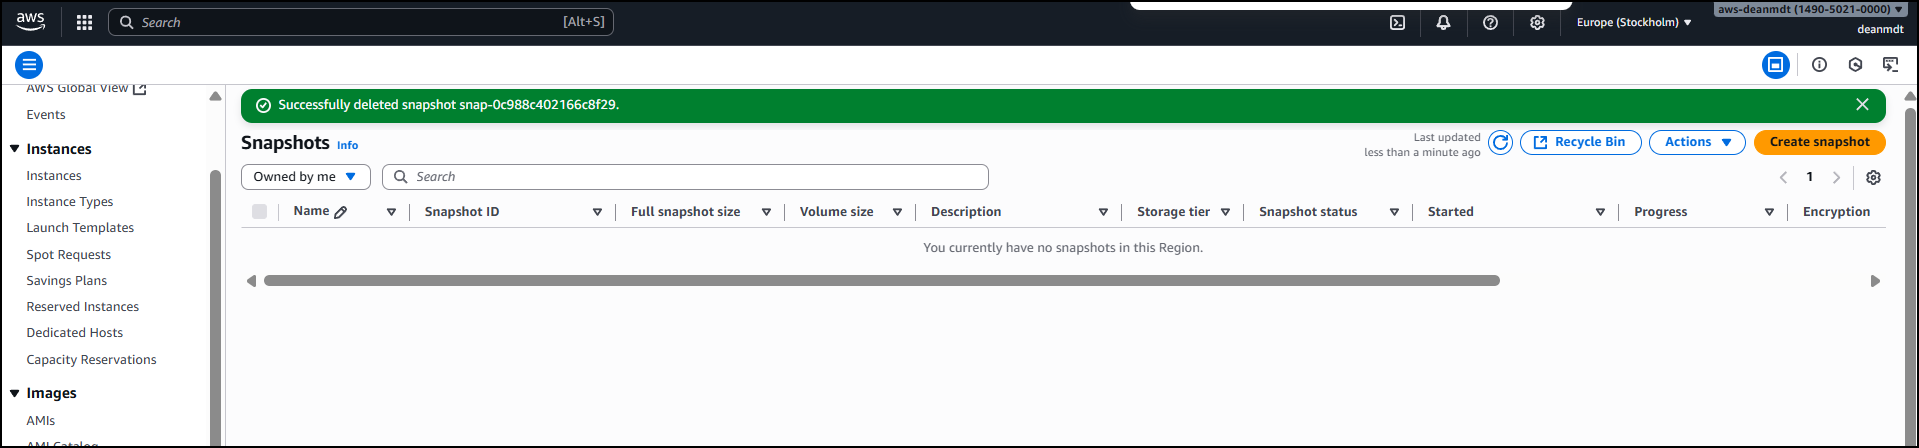 aws
Search
[Alt+S]
Europe (Stockholm)
aws-deanmdt (1490-5021-0000)
deanmdt
AWS Global View
Events
Instances
Instances
Instance Types
Launch Templates
Spot Requests
Savings Plans
Reserved Instances
Dedicated Hosts
Capacity Reservations
Images
AMIs
AMI Catalog
Successfully deleted snapshot snap-0c988c402166c8f29.
Snapshots Info
Last updated
less than a minute ago
Recycle Bin
Actions
Create snapshot
Owned by me
Search
1
Name Snapshot ID Full snapshot size Volume size Description Storage tier Snapshot status Started Progress Encryption
You currently have no snapshots in this Region.